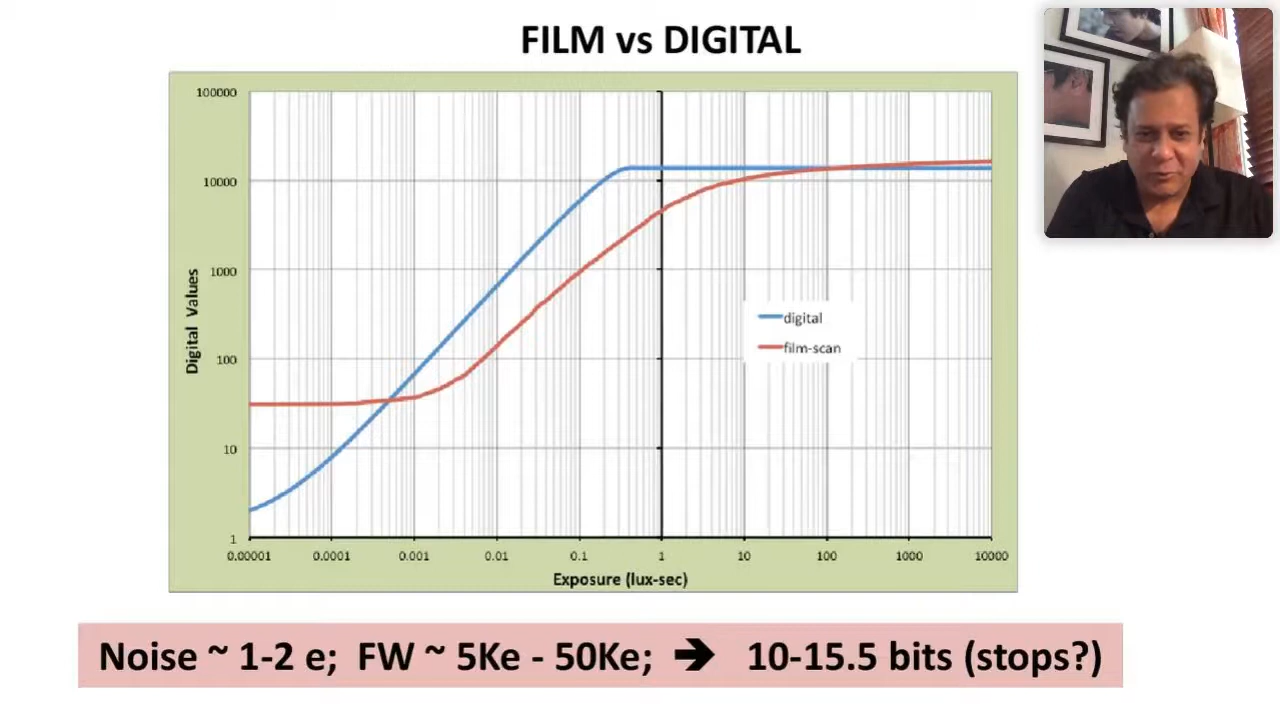 FILM vs DIGITAL
100000
10000
1000
100
10
1
Digital Values
0.00001 0.0001 0.001 0.01 0.1 1 10 100 1000 10000
Exposure (lux-sec)
digital
film-scan
Noise ~ 1-2 e; FW ~ 5Ke - 50Ke; 🡺 10-15.5 bits (stops?)